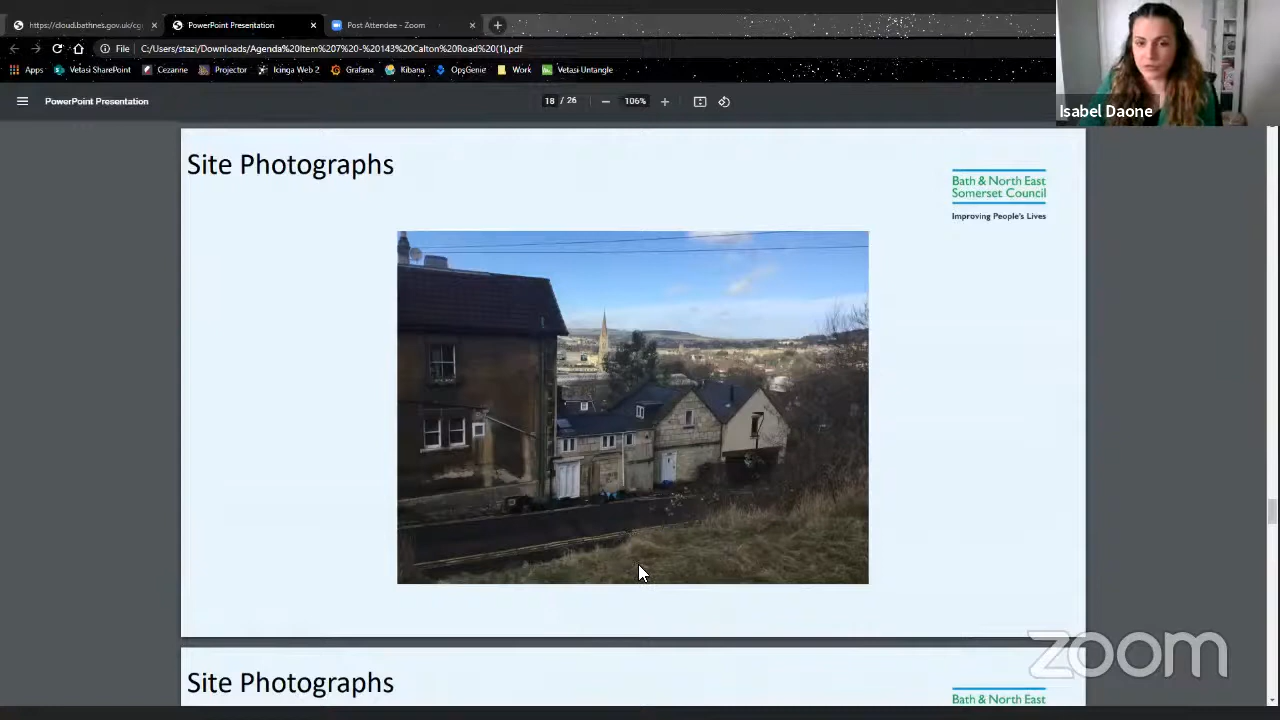 https://cloud.bathnes.gov.uk/cg
PowerPoint Presentation
Post Attendee - Zoom
File
C:/Users/stazi/Downloads/Agenda%20Item%207%20-%20143%20Calton%20Road%20(1).pdf
Apps
Vetasi SharePoint
Cezanne
Projector
Icinga Web 2
Grafana
Kibana
OpsGenie
Work
Vetasi Untangle
PowerPoint Presentation
18 / 26
106%
Isabel Daone
Site Photographs
Bath & North East
Somerset Council
Improving People's Lives
zoom
Site Photographs
Bath & North East